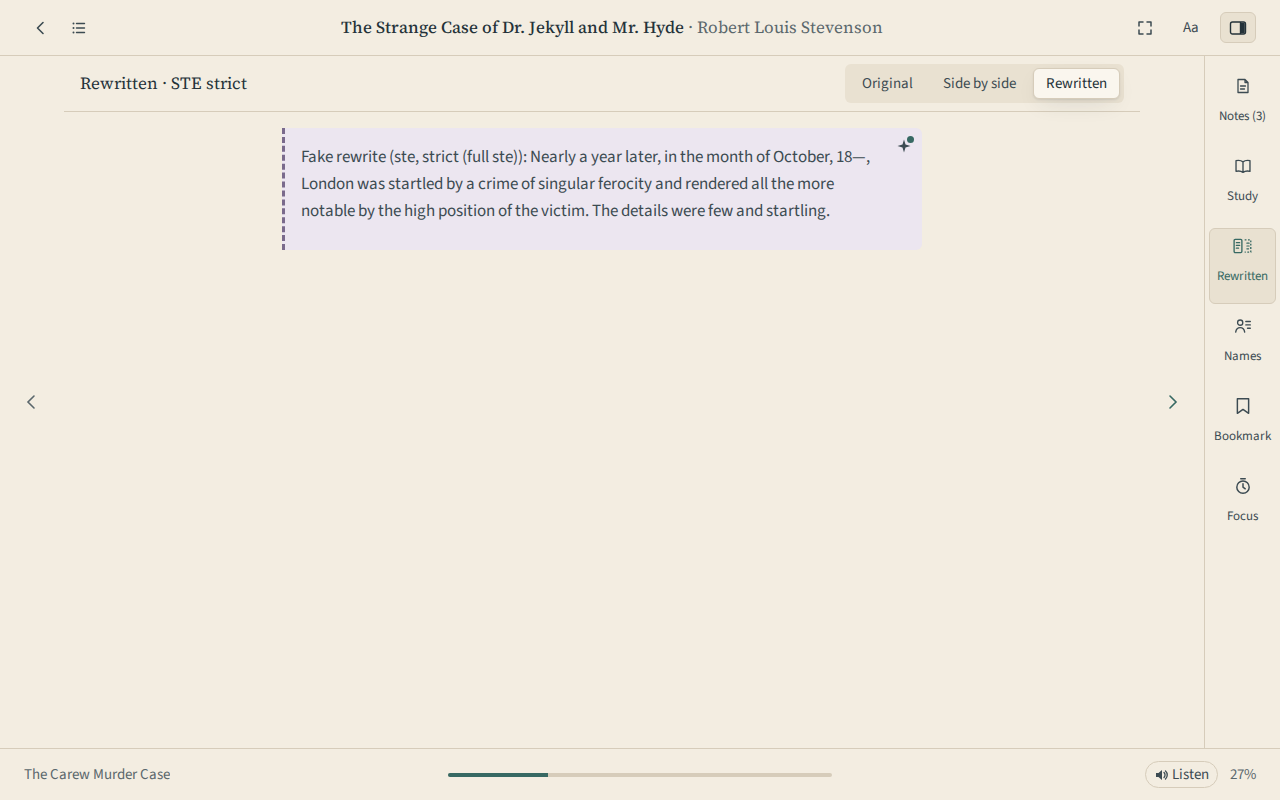 The Strange Case of Dr. Jekyll and Mr. Hyde · Robert Louis Stevenson
Aa
Rewritten · STE strict
Original
Side by side
Rewritten
Fake rewrite (ste, strict (full ste)): Nearly a year later, in the month of October, 18—,
London was startled by a crime of singular ferocity and rendered all the more
notable by the high position of the victim. The details were few and startling.
Notes (3)
Study
Rewritten
Names
Bookmark
Focus
The Carew Murder Case
Listen
27%